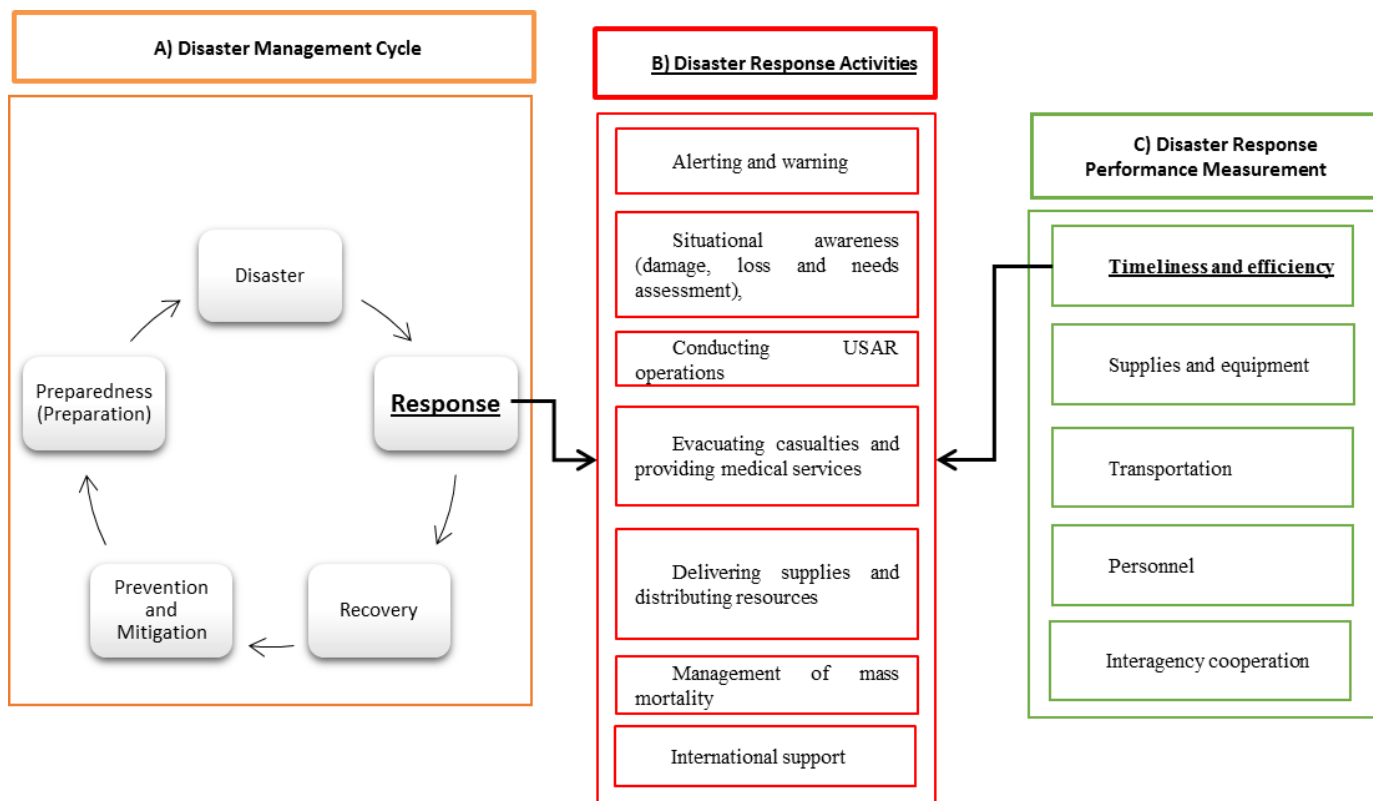 A) Disaster Management Cycle
Disaster
Response
Recovery
Prevention
and
Mitigation
Preparedness
(Preparation)
B) Disaster Response Activities
Alerting and warning
Situational awareness
(damage, loss and needs
assessment),
Conducting USAR
operations
Evacuating casualties and
providing medical services
Delivering supplies and
distributing resources
Management of mass
mortality
International support
C) Disaster Response
Performance Measurement
Timeliness and efficiency
Supplies and equipment
Transportation
Personnel
Interagency cooperation